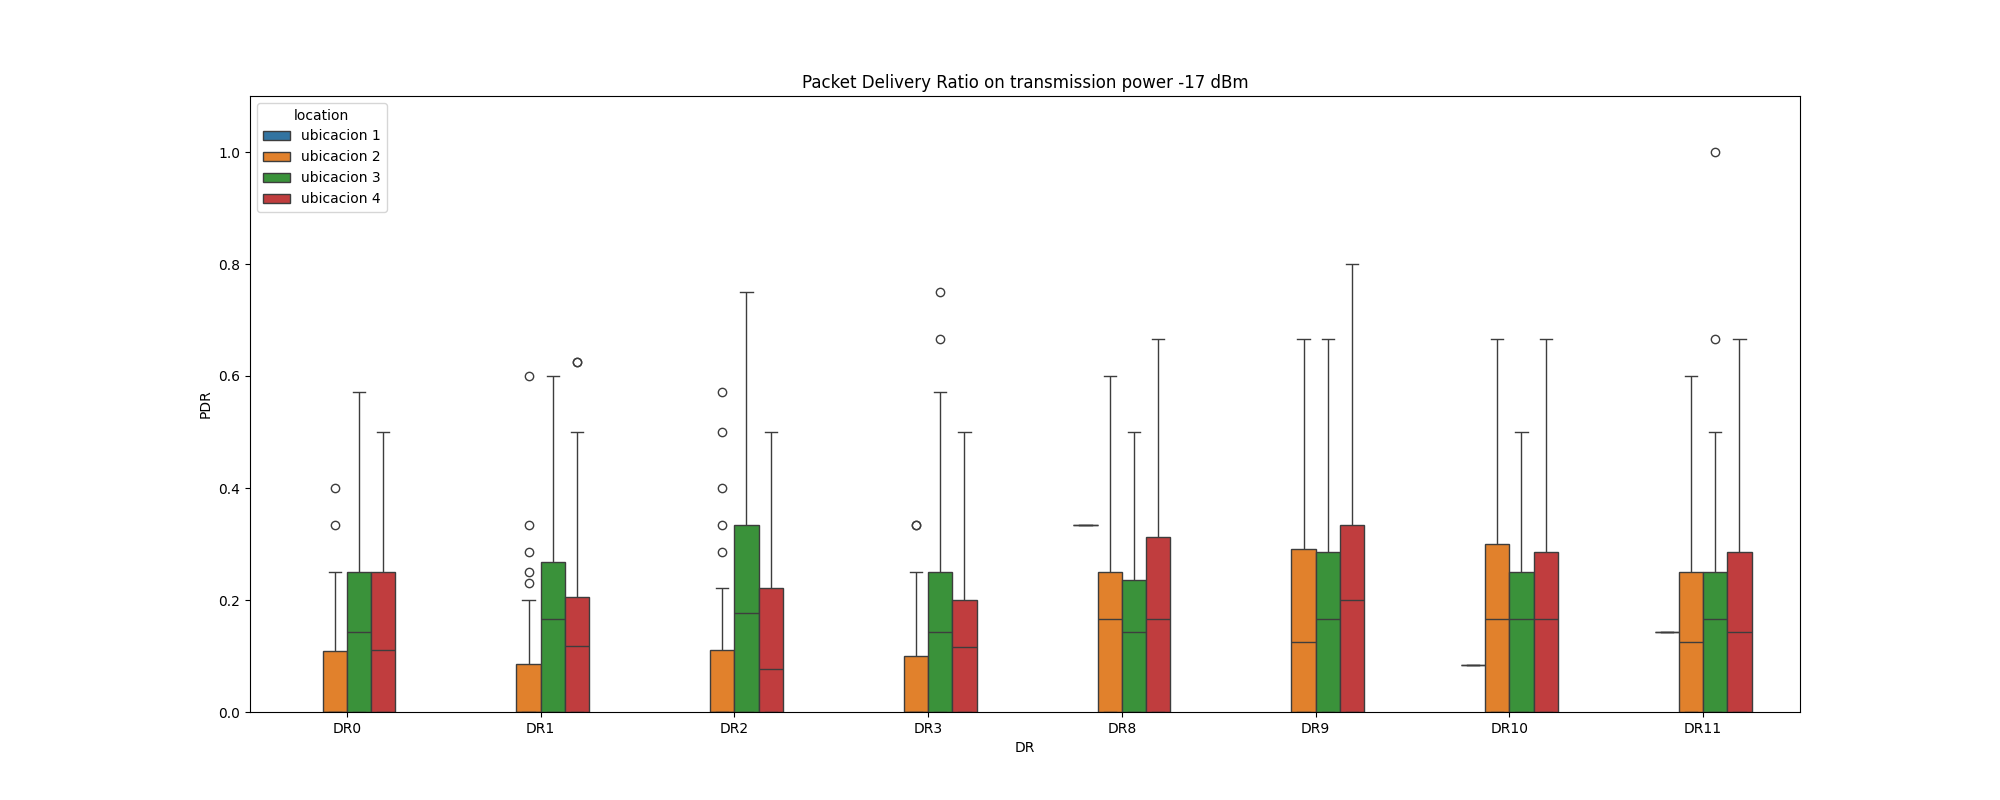 Packet Delivery Ratio on transmission power -17 dBm
location
ubicacion 1
ubicacion 2
ubicacion 3
ubicacion 4
1.0
0.8
0.6
0.4
0.2
0.0
PDR
DR0 DR1 DR2 DR3 DR8 DR9 DR10 DR11
DR